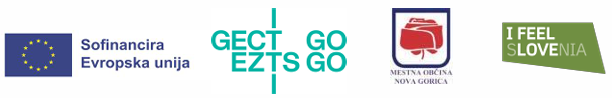 Sofinancira
Evropska unija
GECT GO
EZTS GO
MESTNA OBČINA
NOVA GORICA
I FEEL
SLOVENIA